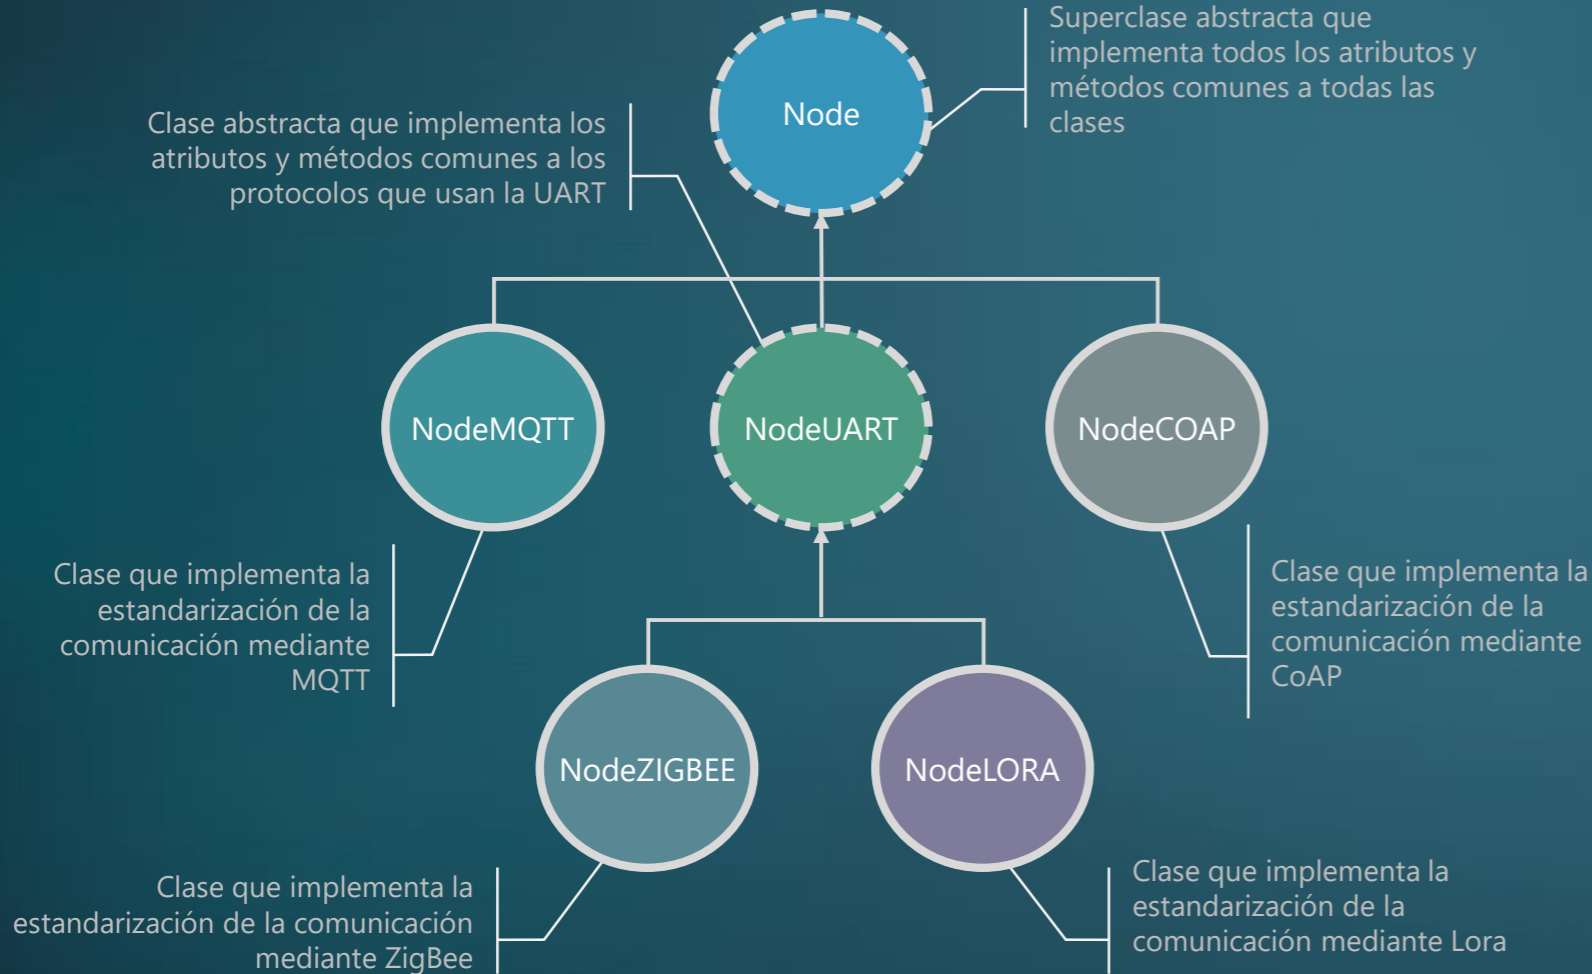 Superclase abstracta que
implementa todos los atributos y
métodos comunes a todas las
clases
Node
Clase abstracta que implementa los
atributos y métodos comunes a los
protocolos que usan la UART
NodeMQTT
NodeUART
NodeCOAP
Clase que implementa la
estandarización de la
comunicación mediante
MQTT
Clase que implementa la
estandarización de la
comunicación mediante
CoAP
NodeZIGBEE
NodeLORA
Clase que implementa la
estandarización de la comunicación
mediante ZigBee
Clase que implementa la
estandarización de la
comunicación mediante Lora